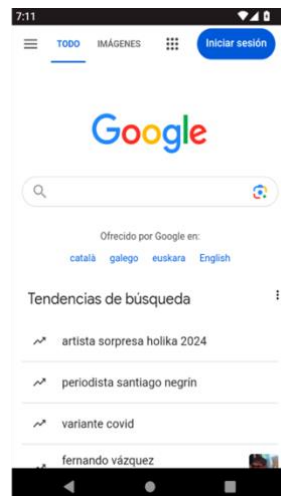 7:11
TODO IMÁGENES Iniciar sesión
Google
Ofrecido por Google en:
català galego euskara English
Tendencias de búsqueda
artista sorpresa holika 2024
periodista santiago negrín
variante covid
fernando vázquez